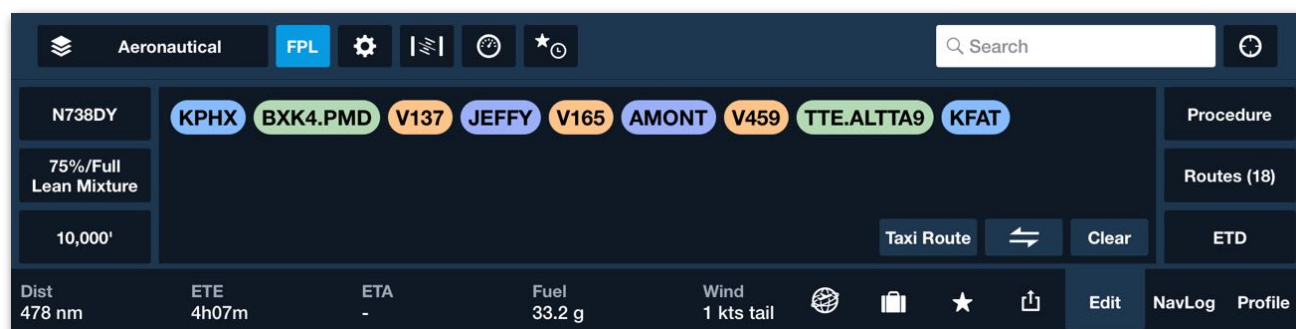 Aeronautical FPL Search
N738DY
75%/Full
Lean Mixture
10,000'
KPHX BXK4.PMD V137 JEFFY V165 AMONT V459 TTE.ALTTA9 KFAT
Taxi Route Clear
Procedure
Routes (18)
ETD
Dist ETE ETA Fuel Wind
478 nm 4h07m - 33.2 g 1 kts tail
Edit NavLog Profile